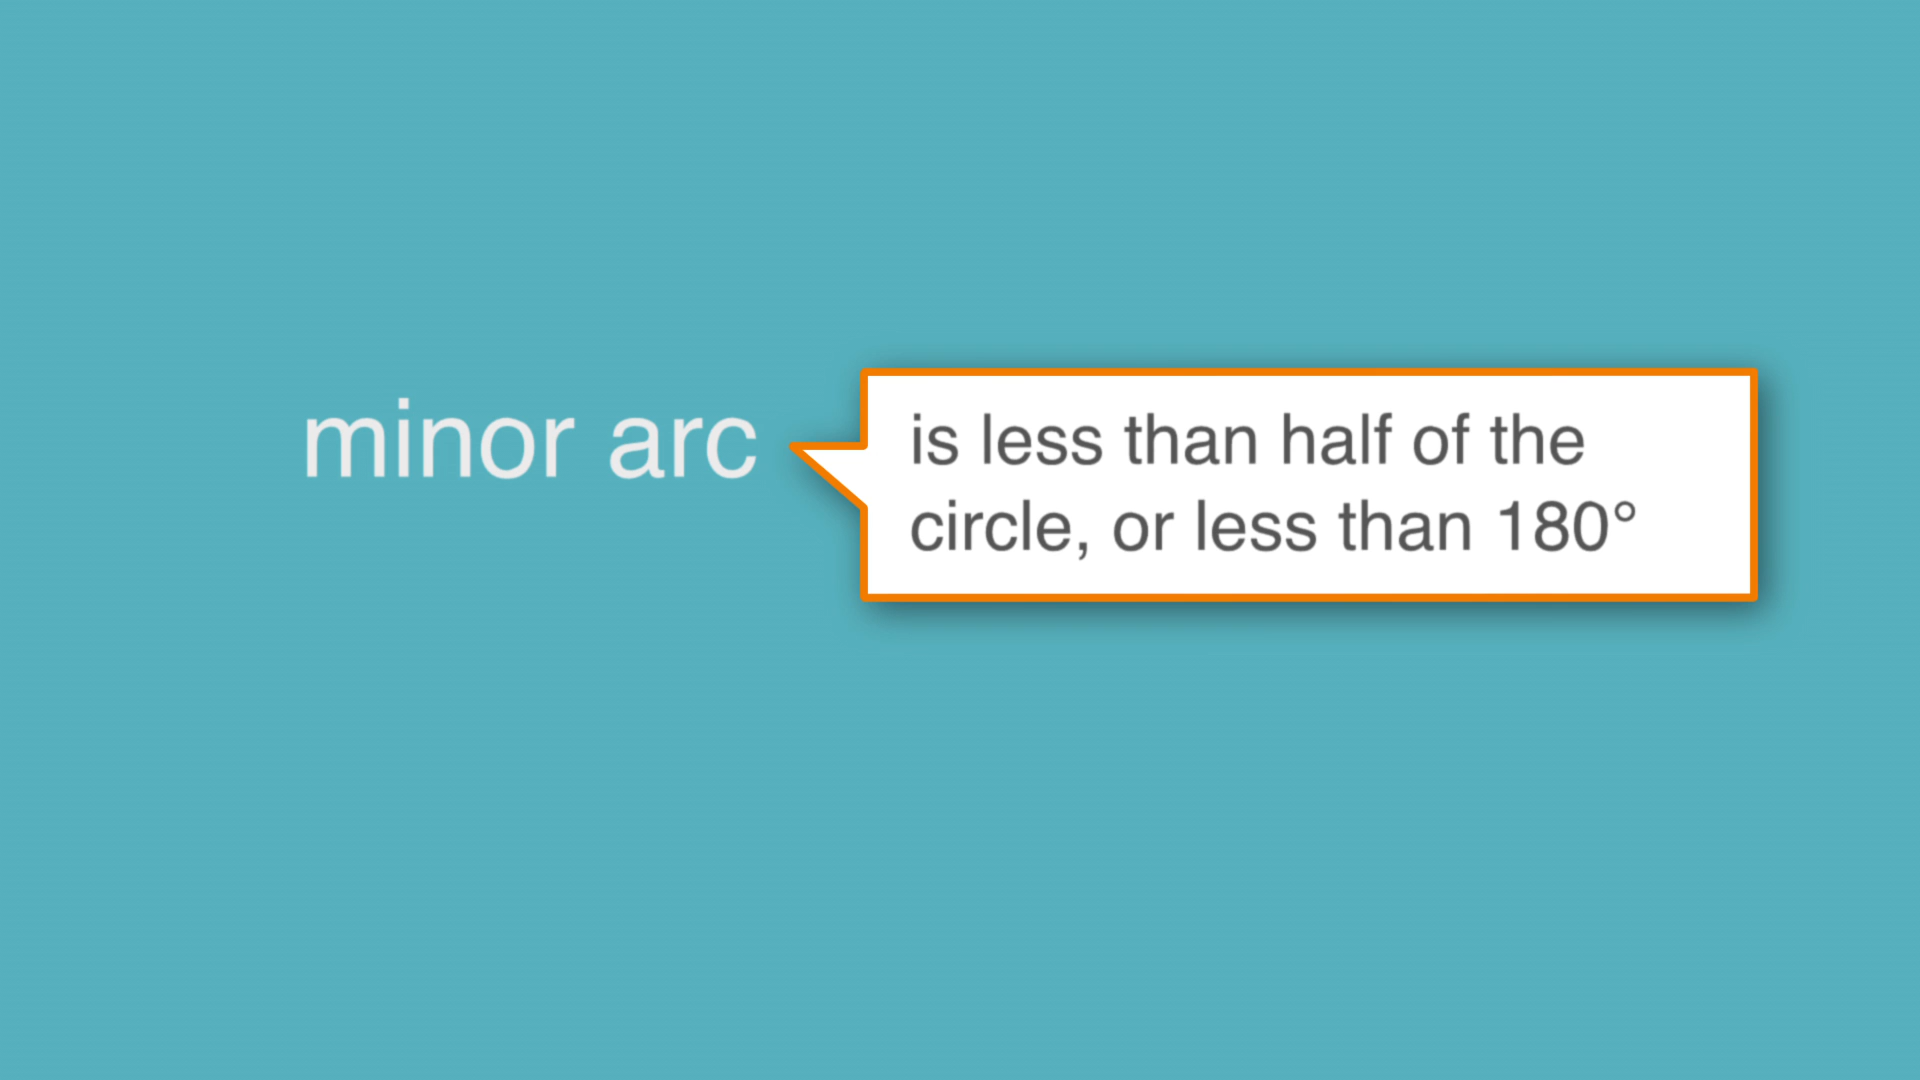 minor arc
is less than half of the
circle, or less than 180°